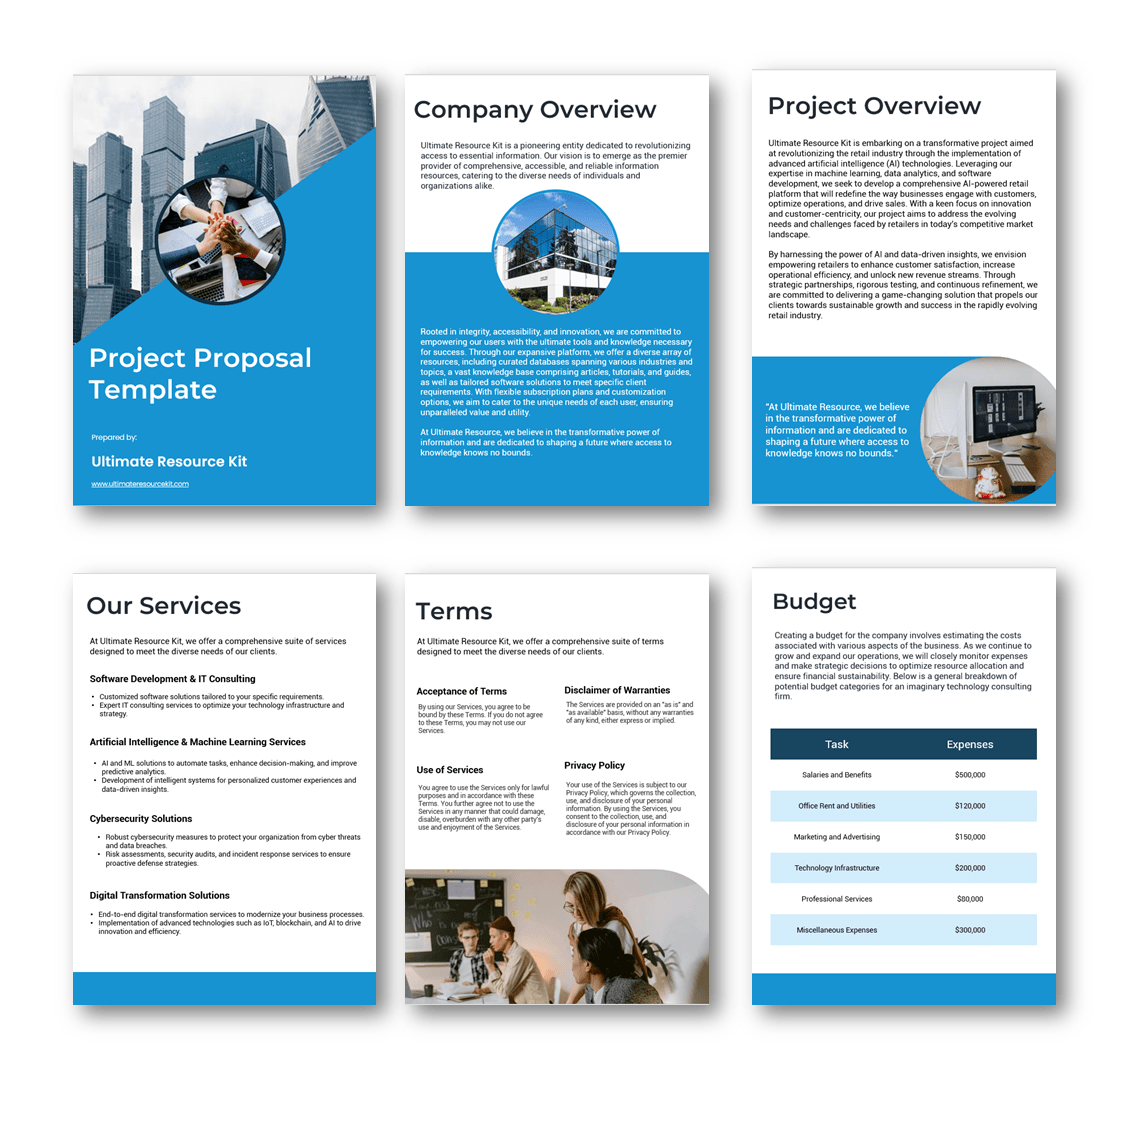 Project Proposal
Template
Prepared by:
Ultimate Resource Kit
www.ultimateresourcekit.com
Company Overview
Ultimate Resource Kit is a pioneering entity dedicated to revolutionizing
access to essential information. Our vision is to emerge as the premier
provider of comprehensive, accessible, and reliable information
resources, catering to the diverse needs of individuals and
organizations alike.
Rooted in integrity, accessibility, and innovation, we are committed to
empowering our users with the ultimate tools and knowledge necessary
for success. Through our expansive platform, we offer a diverse array of
resources, including curated databases spanning various industries and
topics, a vast knowledge base comprising articles, tutorials, and guides,
as well as tailored software solutions to meet specific client
requirements. With flexible subscription plans and customization
options, we aim to cater to the unique needs of each user, ensuring
unparalleled value and utility.
At Ultimate Resource, we believe in the transformative power of
information and are dedicated to shaping a future where access to
knowledge knows no bounds.
Project Overview
Ultimate Resource Kit is embarking on a transformative project aimed
at revolutionizing the retail industry through the implementation of
advanced artificial intelligence (AI) technologies. Leveraging our
expertise in machine learning, data analytics, and software
development, we seek to develop a comprehensive AI-powered retail
platform that will redefine the way businesses engage with customers,
optimize operations, and drive sales. With a keen focus on innovation
and customer-centricity, our project aims to address the evolving
needs and challenges faced by retailers in today's competitive market
landscape.
By harnessing the power of AI and data-driven insights, we envision
empowering retailers to enhance customer satisfaction, increase
operational efficiency, and unlock new revenue streams. Through
strategic partnerships, rigorous testing, and continuous refinement, we
are committed to delivering a game-changing solution that propels our
clients towards sustainable growth and success in the rapidly evolving
retail industry.
"At Ultimate Resource, we believe
in the transformative power of
information and are dedicated to
shaping a future where access to
knowledge knows no bounds."
Our Services
At Ultimate Resource Kit, we offer a comprehensive suite of services
designed to meet the diverse needs of our clients.
Software Development & IT Consulting
• Customized software solutions tailored to your specific requirements.
• Expert IT consulting services to optimize your technology infrastructure and
strategy.
Artificial Intelligence & Machine Learning Services
• AI and ML solutions to automate tasks, enhance decision-making, and improve
predictive analytics.
• Development of intelligent systems for personalized customer experiences and
data-driven insights.
Cybersecurity Solutions
• Robust cybersecurity measures to protect your organization from cyber threats
and data breaches.
• Risk assessments, security audits, and incident response services to ensure
proactive defense strategies.
Digital Transformation Solutions
• End-to-end digital transformation services to modernize your business processes.
• Implementation of advanced technologies such as IoT, blockchain, and AI to drive
innovation and efficiency.
Terms
At Ultimate Resource Kit, we offer a comprehensive suite of terms
designed to meet the diverse needs of our clients.
Acceptance of Terms
By using our Services, you agree to be
bound by these Terms. If you do not agree
to these Terms, you may not use our
Services.
Disclaimer of Warranties
The Services are provided on an "as is" and
"as available" basis, without any warranties
of any kind, either express or implied.
Use of Services
You agree to use the Services only for lawful
purposes and in accordance with these
Terms. You further agree not to use the
Services in any manner that could damage,
disable, overburden with any other party's
use and enjoyment of the Services.
Privacy Policy
Your use of the Services is subject to our
Privacy Policy, which governs the collection,
use, and disclosure of your personal
information. By using the Services, you
consent to the collection, use, and
disclosure of your personal information in
accordance with our Privacy Policy.
Budget
Creating a budget for the company involves estimating the costs
associated with various aspects of the business. As we continue to
grow and expand our operations, we will closely monitor expenses
and make strategic decisions to optimize resource allocation and
ensure financial sustainability. Below is a general breakdown of
potential budget categories for an imaginary technology consulting
firm.
Task Expenses
Salaries and Benefits $500,000
Office Rent and Utilities $120,000
Marketing and Advertising $150,000
Technology Infrastructure $200,000
Professional Services $80,000
Miscellaneous Expenses $300,000